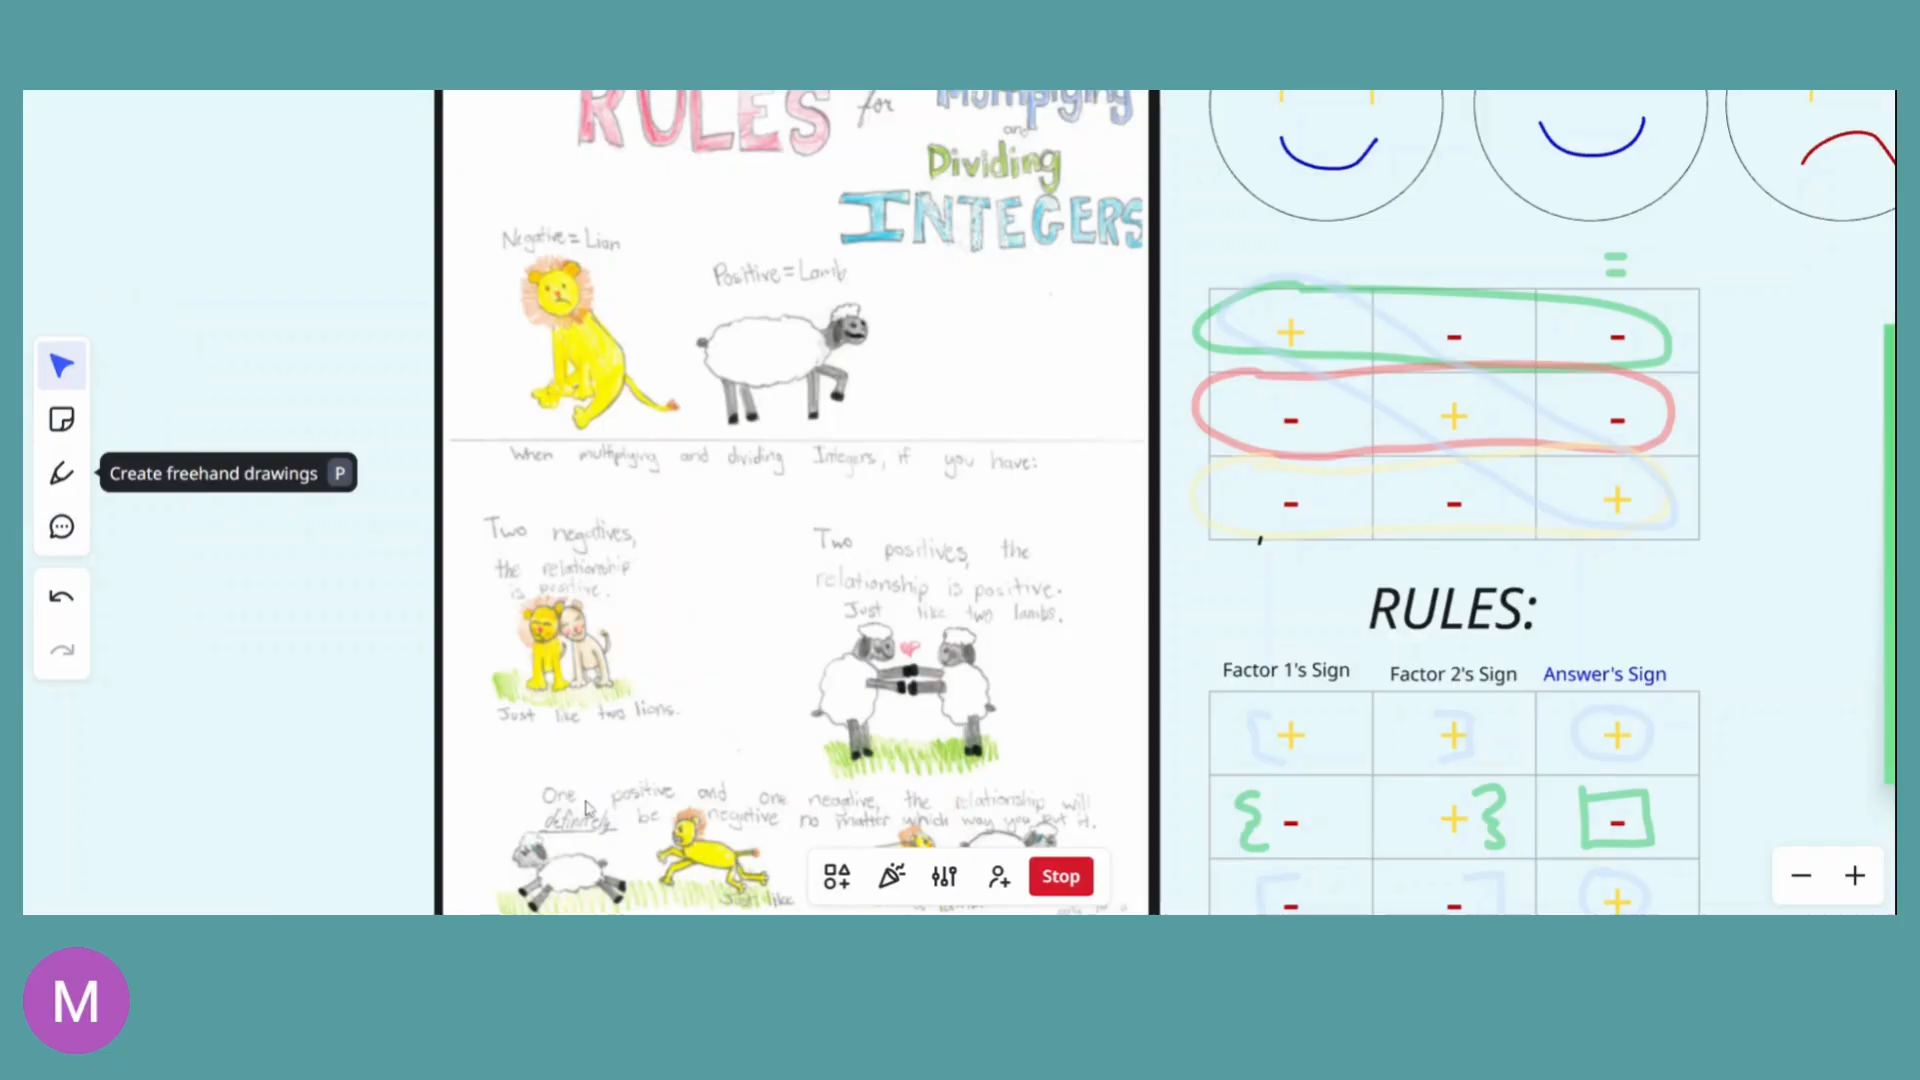 RULES for Multiplying
and
Dividing
INTEGERS
Negative = Lion
Positive = Lamb
When multiplying and dividing Integers, if you have:
Two negatives,
the relationship
is positive.
Just like two lions.
Two positives, the
relationship is positive.
Just like two lambs.
One positive and one negative, the relationship will
definitely be negative no matter which way you put it.
Just like
=
+ - -
- + -
- - +
RULES:
Factor 1's Sign Factor 2's Sign Answer's Sign
+ + +
- + -
- - +
Create freehand drawings P
Stop
M